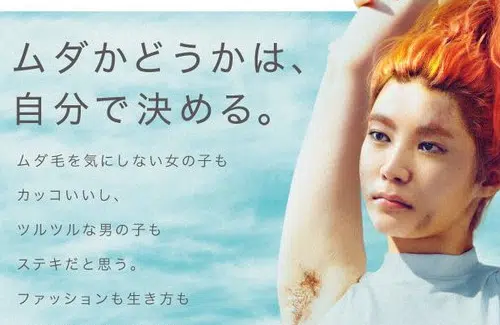 ムダかどうかは、
自分で決める。
ムダ毛を気にしない女の子も
カッコいいし、
ツルツルな男の子も
ステキだと思う。
ファッションも生き方も